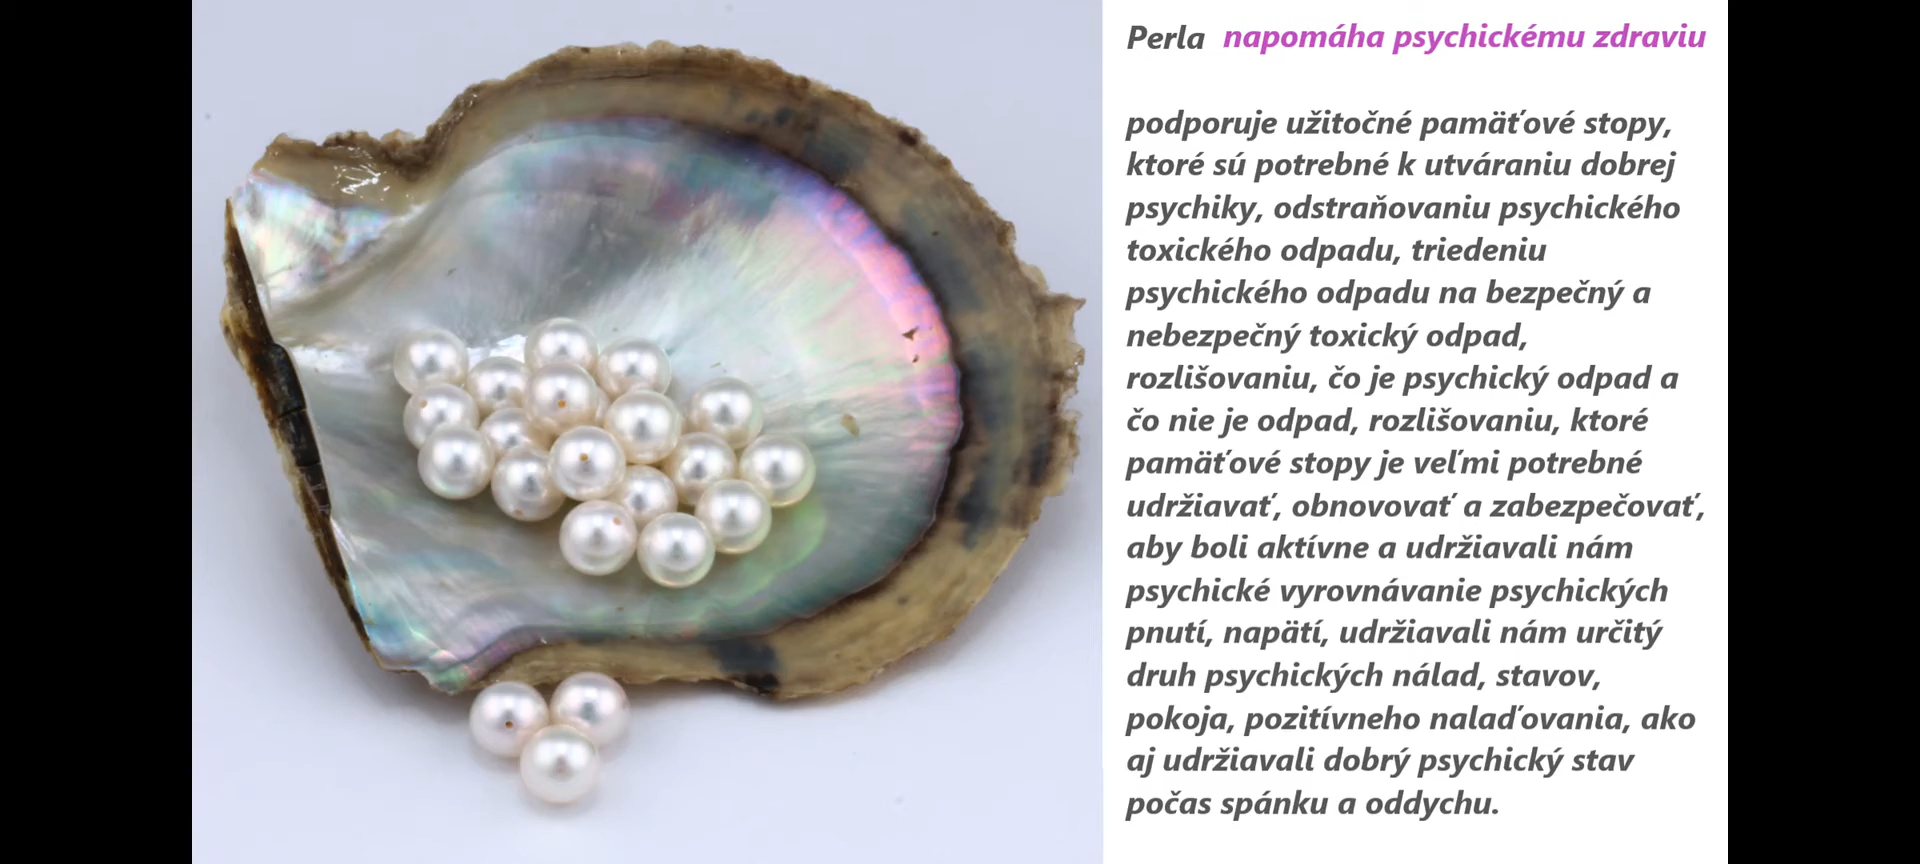 Perla napomáha psychickému zdraviu
podporuje užitočné pamäťové stopy,
ktoré sú potrebné k utváraniu dobrej
psychiky, odstraňovaniu psychického
toxického odpadu, triedeniu
psychického odpadu na bezpečný a
nebezpečný toxický odpad,
rozlišovaniu, čo je psychický odpad a
čo nie je odpad, rozlišovaniu, ktoré
pamäťové stopy je veľmi potrebné
udržiavať, obnovovať a zabezpečovať,
aby boli aktívne a udržiavali nám
psychické vyrovnávanie psychických
pnutí, napätí, udržiavali nám určitý
druh psychických nálad, stavov,
pokoja, pozitívneho nalaďovania, ako
aj udržiavali dobrý psychický stav
počas spánku a oddychu.